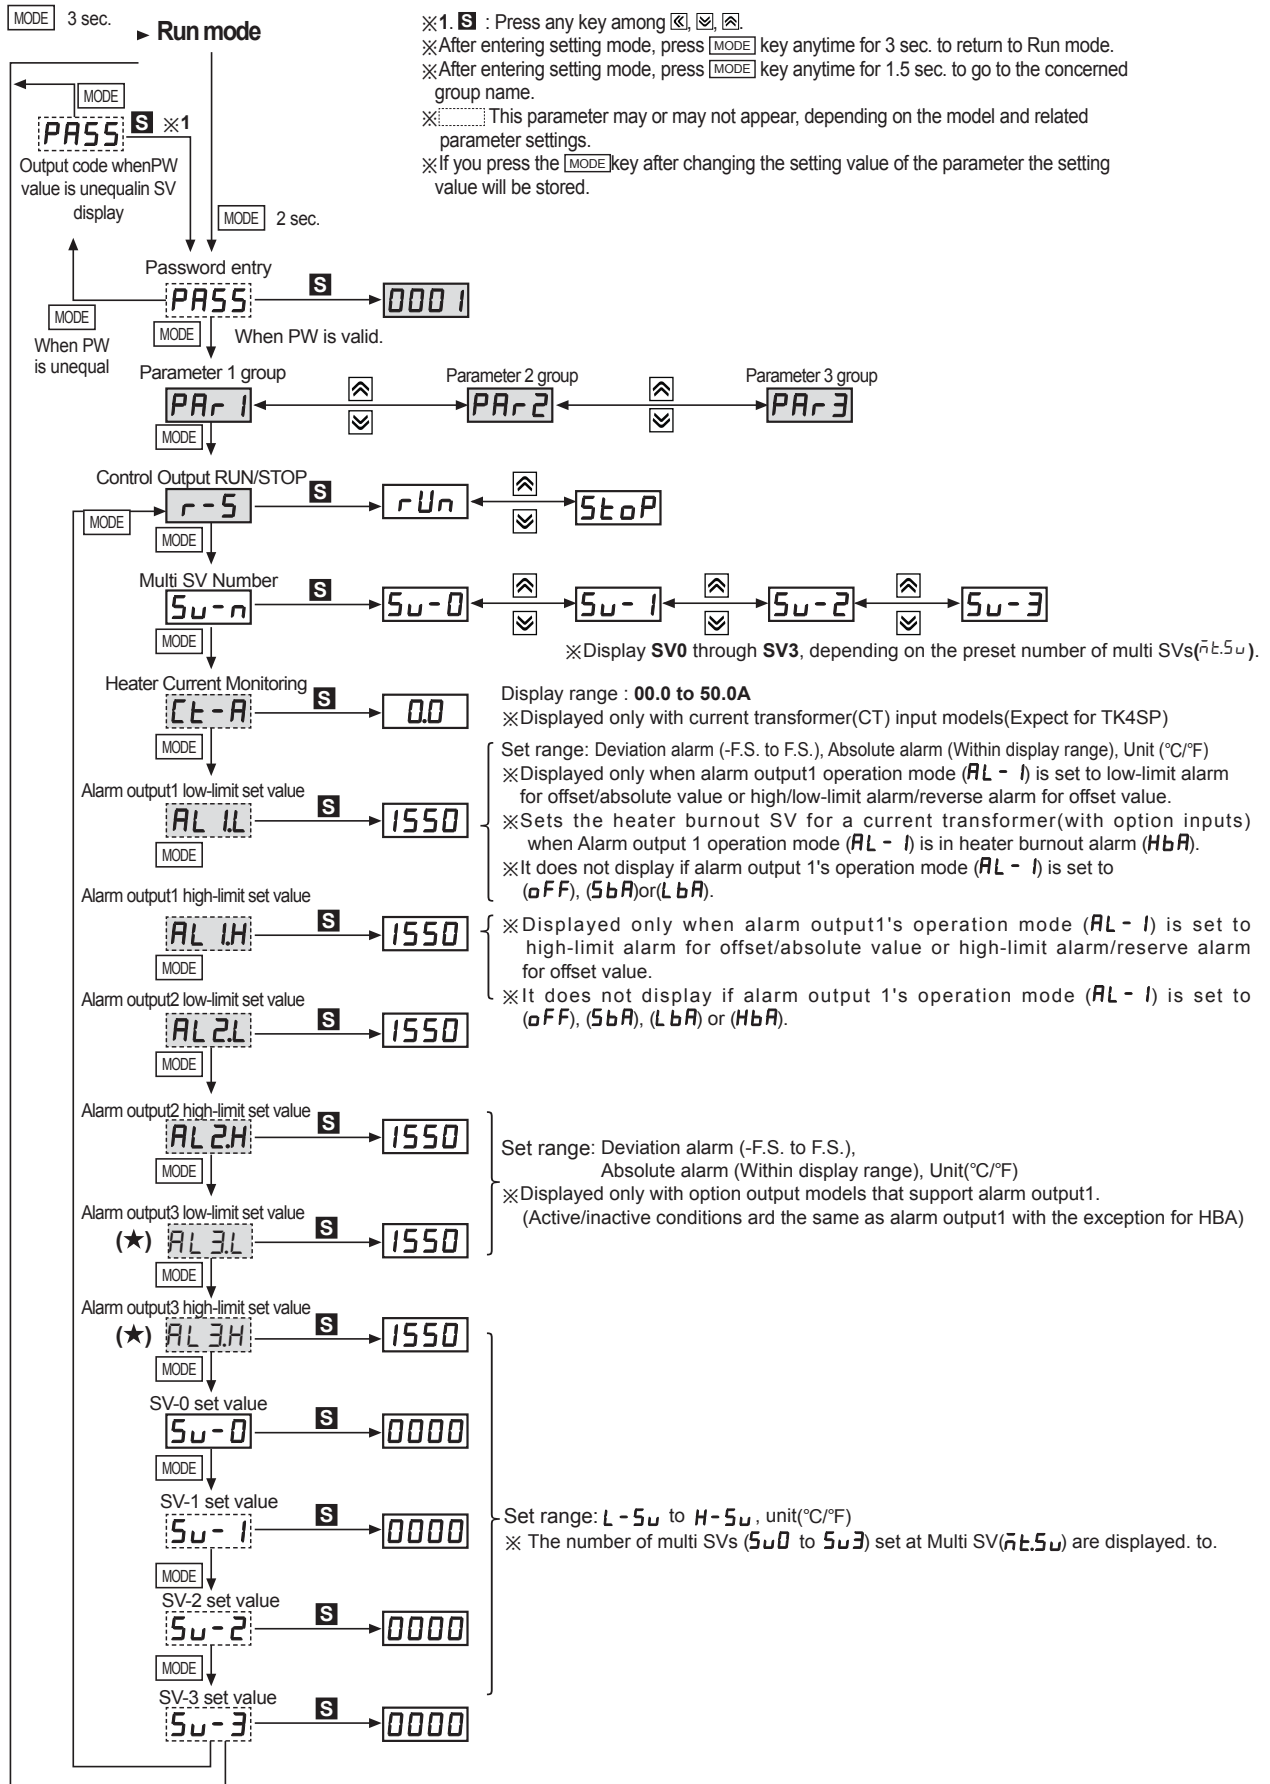 MODE 3 sec.
Run mode
※1. S : Press any key among
※After entering setting mode, press MODE key anytime for 3 sec. to return to Run mode.
※After entering setting mode, press MODE key anytime for 1.5 sec. to go to the concerned
group name.
※ This parameter may or may not appear, depending on the model and related
parameter settings.
※If you press the MODE key after changing the setting value of the parameter the setting
value will be stored.
MODE
PASS S ※1
Output code whenPW
value is unequalin SV
display
MODE 2 sec.
Password entry
PASS S 0001
MODE
When PW
is unequal
MODE When PW is valid.
Parameter 1 group
PAr1
Parameter 2 group
PAr2
Parameter 3 group
PAr3
MODE
Control Output RUN/STOP
r-S S rUn StoP
MODE
MODE
Multi SV Number
Sv-n S Sv-0 Sv-1 Sv-2 Sv-3
MODE
※Display SV0 through SV3, depending on the preset number of multi SVs(mt.Sv).
Heater Current Monitoring
Ct-A S 0.0
MODE
Display range : 00.0 to 50.0A
※Displayed only with current transformer(CT) input models(Expect for TK4SP)
Alarm output1 low-limit set value
AL1.L S 1550
MODE
Set range: Deviation alarm (-F.S. to F.S.), Absolute alarm (Within display range), Unit (°C/°F)
※Displayed only when alarm output1 operation mode (AL-1) is set to low-limit alarm
for offset/absolute value or high/low-limit alarm/reverse alarm for offset value.
※Sets the heater burnout SV for a current transformer(with option inputs)
when Alarm output 1 operation mode (AL-1) is in heater burnout alarm (HbA).
※It does not display if alarm output 1's operation mode (AL-1) is set to
(oFF), (SbA)or(LbA).
Alarm output1 high-limit set value
AL1.H S 1550
MODE
※Displayed only when alarm output1's operation mode (AL-1) is set to
high-limit alarm for offset/absolute value or high-limit alarm/reserve alarm
for offset value.
※It does not display if alarm output 1's operation mode (AL-1) is set to
(oFF), (SbA), (LbA) or (HbA).
Alarm output2 low-limit set value
AL2.L S 1550
MODE
Alarm output2 high-limit set value
AL2.H S 1550
MODE
Set range: Deviation alarm (-F.S. to F.S.),
Absolute alarm (Within display range), Unit(°C/°F)
※Displayed only with option output models that support alarm output1.
(Active/inactive conditions ard the same as alarm output1 with the exception for HBA)
Alarm output3 low-limit set value
(★) AL3.L S 1550
MODE
Alarm output3 high-limit set value
(★) AL3.H S 1550
MODE
SV-0 set value
Sv-0 S 0000
MODE
SV-1 set value
Sv-1 S 0000
MODE
Set range: L-Sv to H-Sv, unit(°C/°F)
※ The number of multi SVs (Sv0 to Sv3) set at Multi SV(mt.Sv) are displayed. to.
SV-2 set value
Sv-2 S 0000
MODE
SV-3 set value
Sv-3 S 0000